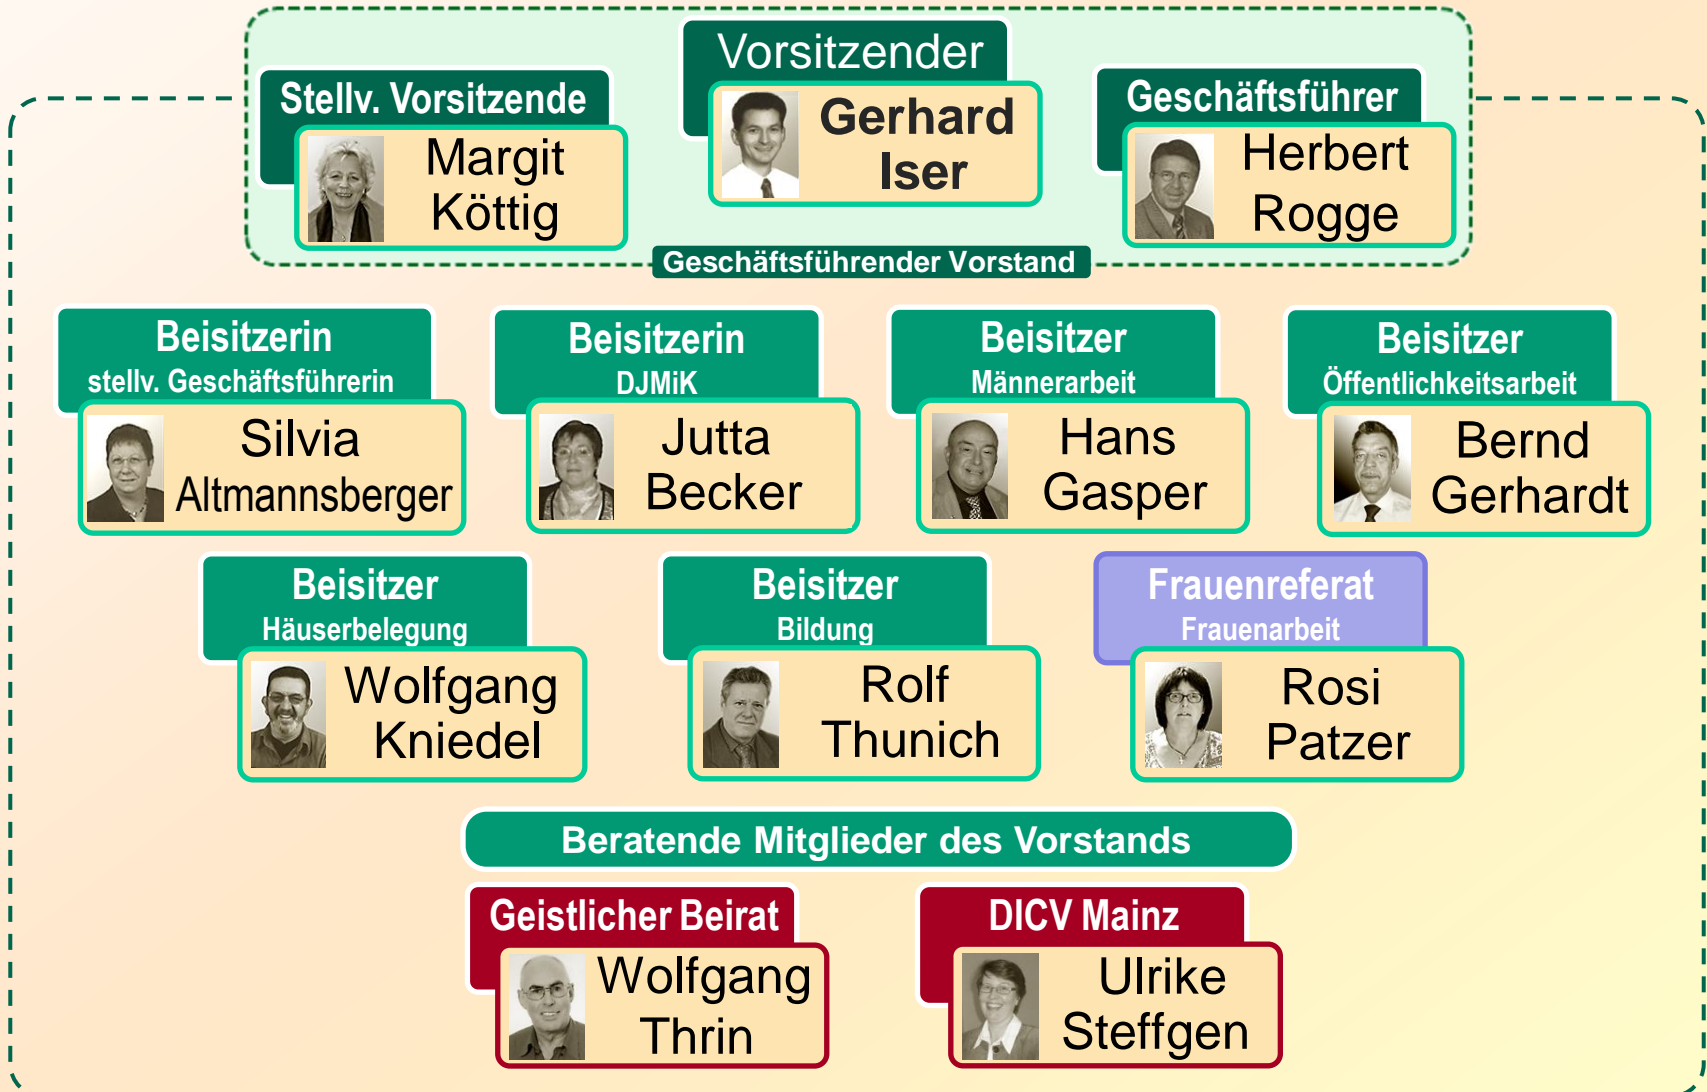 Vorsitzender
Gerhard
Iser
Stellv. Vorsitzende
Margit
Köttig
Geschäftsführer
Herbert
Rogge
Geschäftsführender Vorstand
Beisitzerin
stellv. Geschäftsführerin
Silvia
Altmannsberger
Beisitzerin
DJMiK
Jutta
Becker
Beisitzer
Männerarbeit
Hans
Gasper
Beisitzer
Öffentlichkeitsarbeit
Bernd
Gerhardt
Beisitzer
Häuserbelegung
Wolfgang
Kniedel
Beisitzer
Bildung
Rolf
Thunich
Frauenreferat
Frauenarbeit
Rosi
Patzer
Beratende Mitglieder des Vorstands
Geistlicher Beirat
Wolfgang
Thrin
DICV Mainz
Ulrike
Steffgen